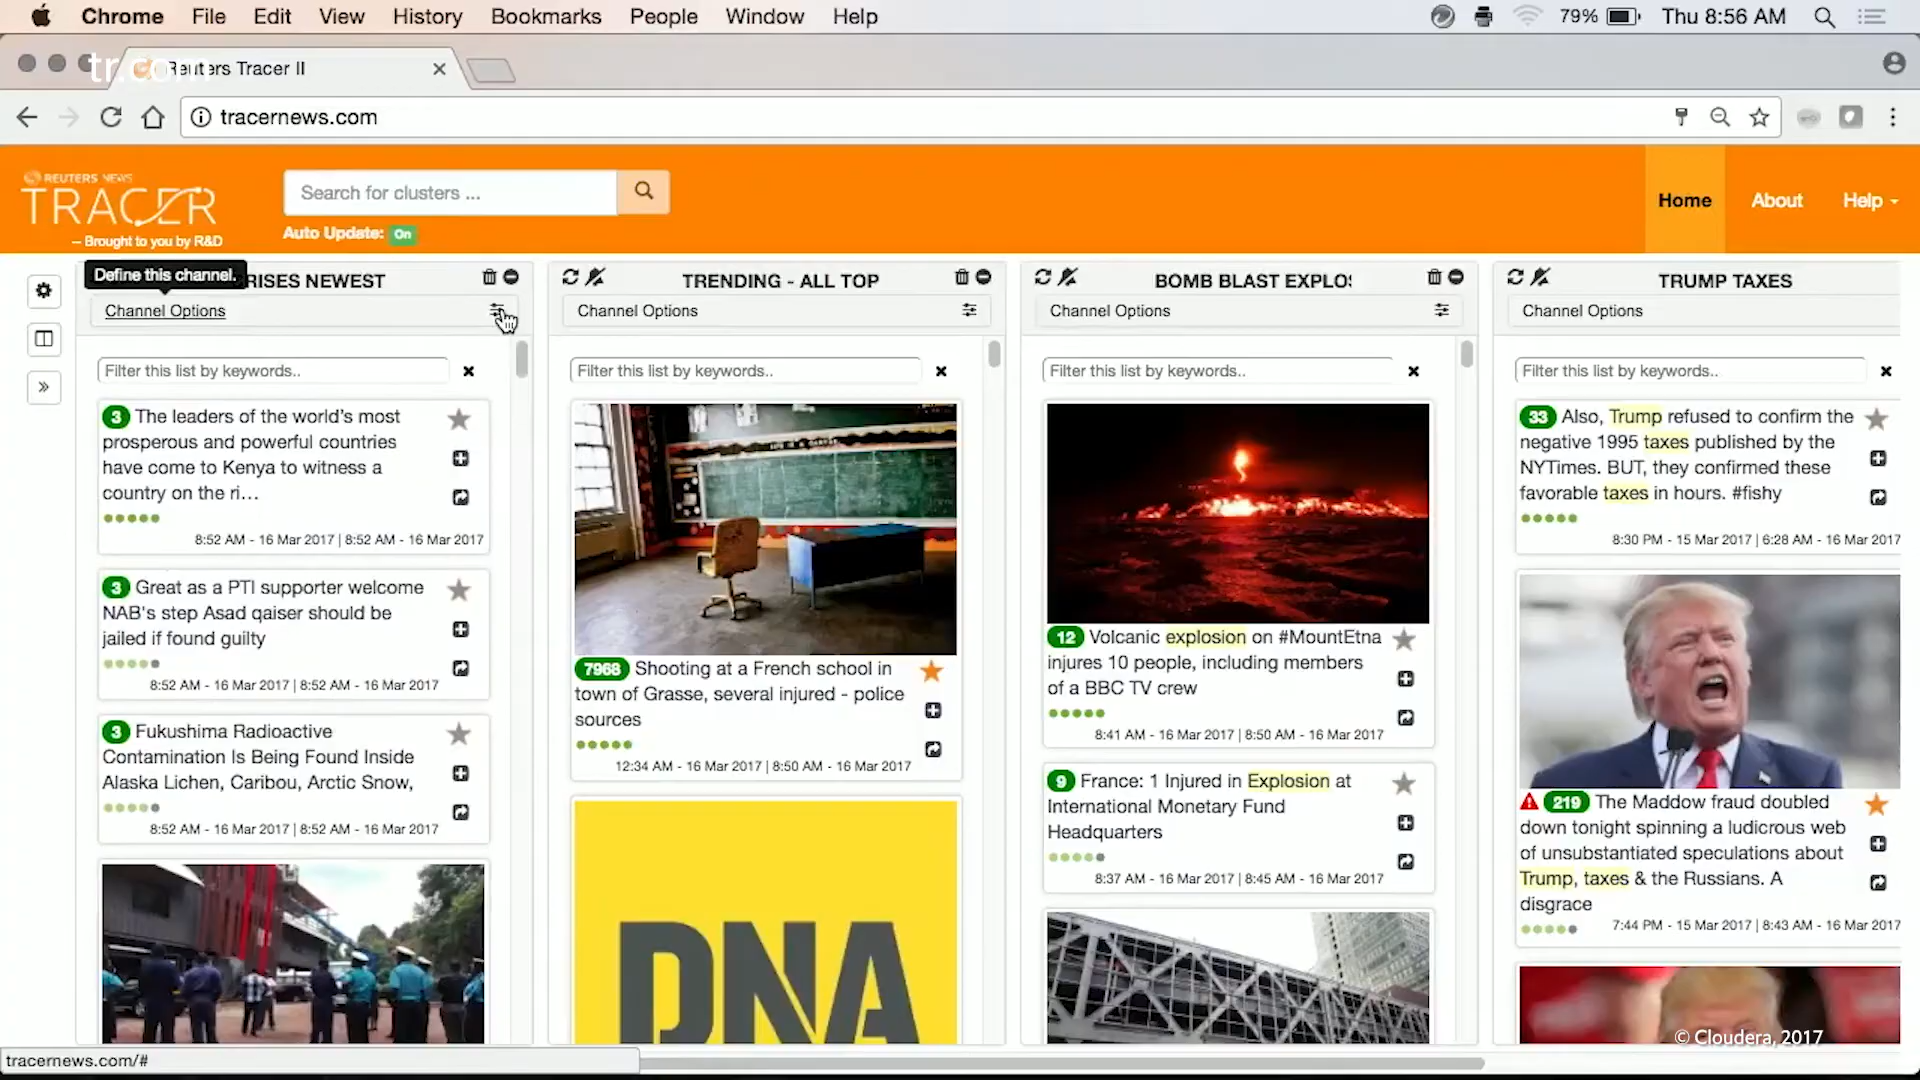 Chrome File Edit View History Bookmarks People Window Help
79% Thu 8:56 AM
tr.com
Reuters Tracer II
tracernews.com
REUTERS NEWS
TRACER
– Brought to you by R&D
Search for clusters ...
Auto Update: On
Home About Help
Define this channel.
RISES NEWEST
Channel Options
Filter this list by keywords..
3 The leaders of the world’s most
prosperous and powerful countries
have come to Kenya to witness a
country on the ri...
8:52 AM - 16 Mar 2017 | 8:52 AM - 16 Mar 2017
3 Great as a PTI supporter welcome
NAB's step Asad qaiser should be
jailed if found guilty
8:52 AM - 16 Mar 2017 | 8:52 AM - 16 Mar 2017
3 Fukushima Radioactive
Contamination Is Being Found Inside
Alaska Lichen, Caribou, Arctic Snow,
8:52 AM - 16 Mar 2017 | 8:52 AM - 16 Mar 2017
TRENDING - ALL TOP
Channel Options
Filter this list by keywords..
7968 Shooting at a French school in
town of Grasse, several injured - police
sources
12:34 AM - 16 Mar 2017 | 8:50 AM - 16 Mar 2017
DNA
BOMB BLAST EXPLO
Channel Options
Filter this list by keywords..
12 Volcanic explosion on #MountEtna
injures 10 people, including members
of a BBC TV crew
8:41 AM - 16 Mar 2017 | 8:50 AM - 16 Mar 2017
9 France: 1 Injured in Explosion at
International Monetary Fund
Headquarters
8:37 AM - 16 Mar 2017 | 8:45 AM - 16 Mar 2017
TRUMP TAXES
Channel Options
Filter this list by keywords..
33 Also, Trump refused to confirm the
negative 1995 taxes published by the
NYTimes. BUT, they confirmed these
favorable taxes in hours. #fishy
8:30 PM - 15 Mar 2017 | 6:28 AM - 16 Mar 2017
219 The Maddow fraud doubled
down tonight spinning a ludicrous web
of unsubstantiated speculations about
Trump, taxes & the Russians. A
disgrace
7:44 PM - 15 Mar 2017 | 8:43 AM - 16 Mar 2017
© Cloudera, 2017
tracernews.com/#